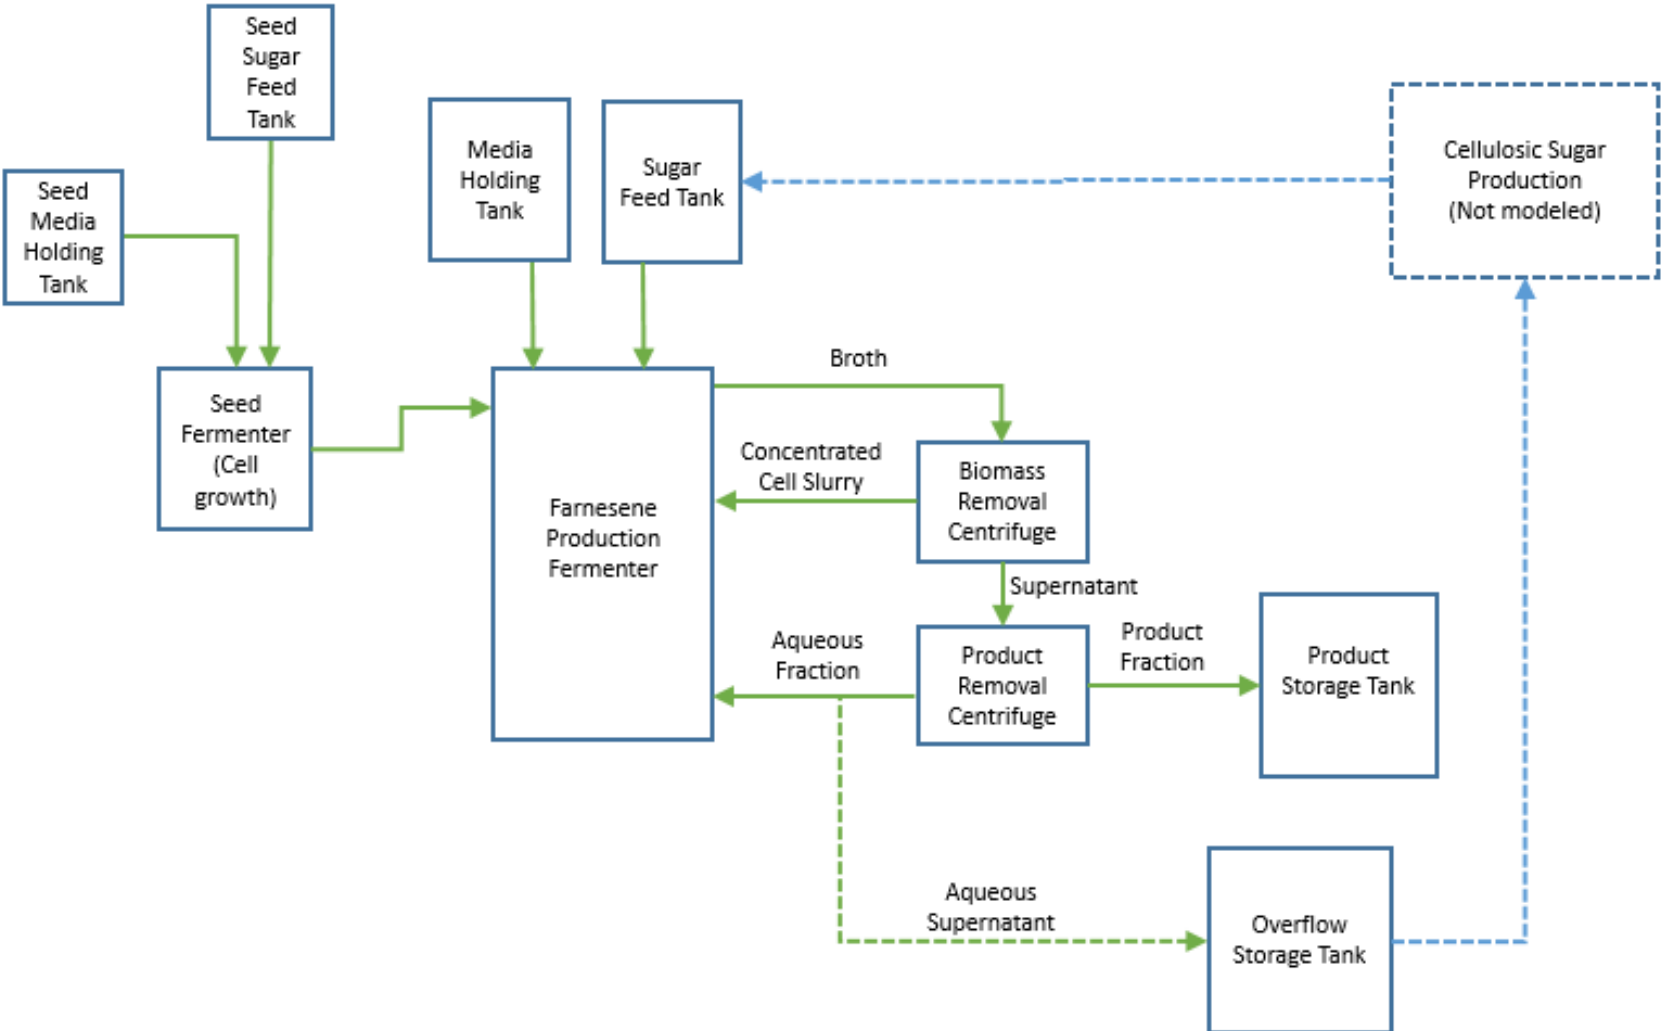 Seed
Sugar
Feed
Tank
Seed
Media
Holding
Tank
Media
Holding
Tank
Sugar
Feed Tank
Cellulosic Sugar
Production
(Not modeled)
Seed
Fermenter
(Cell
growth)
Farnesene
Production
Fermenter
Broth
Concentrated
Cell Slurry
Biomass
Removal
Centrifuge
Supernatant
Aqueous
Fraction
Product
Removal
Centrifuge
Product
Fraction
Product
Storage Tank
Aqueous
Supernatant
Overflow
Storage Tank